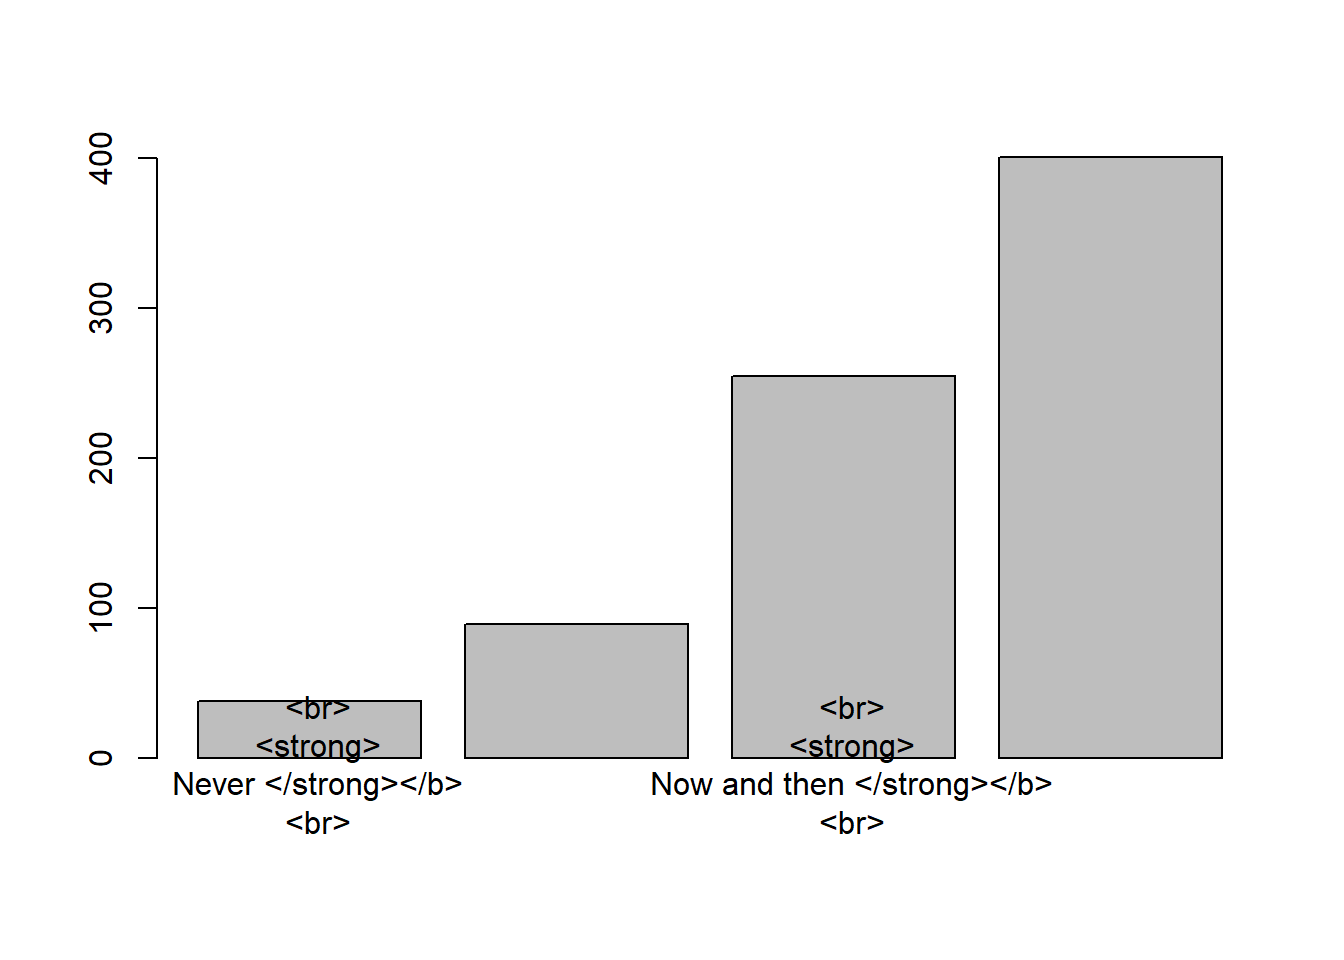 400
300
200
100
0
<br>
<strong>
Never </strong></b>
<br>
<br>
<strong>
Now and then </strong></b>
<br>